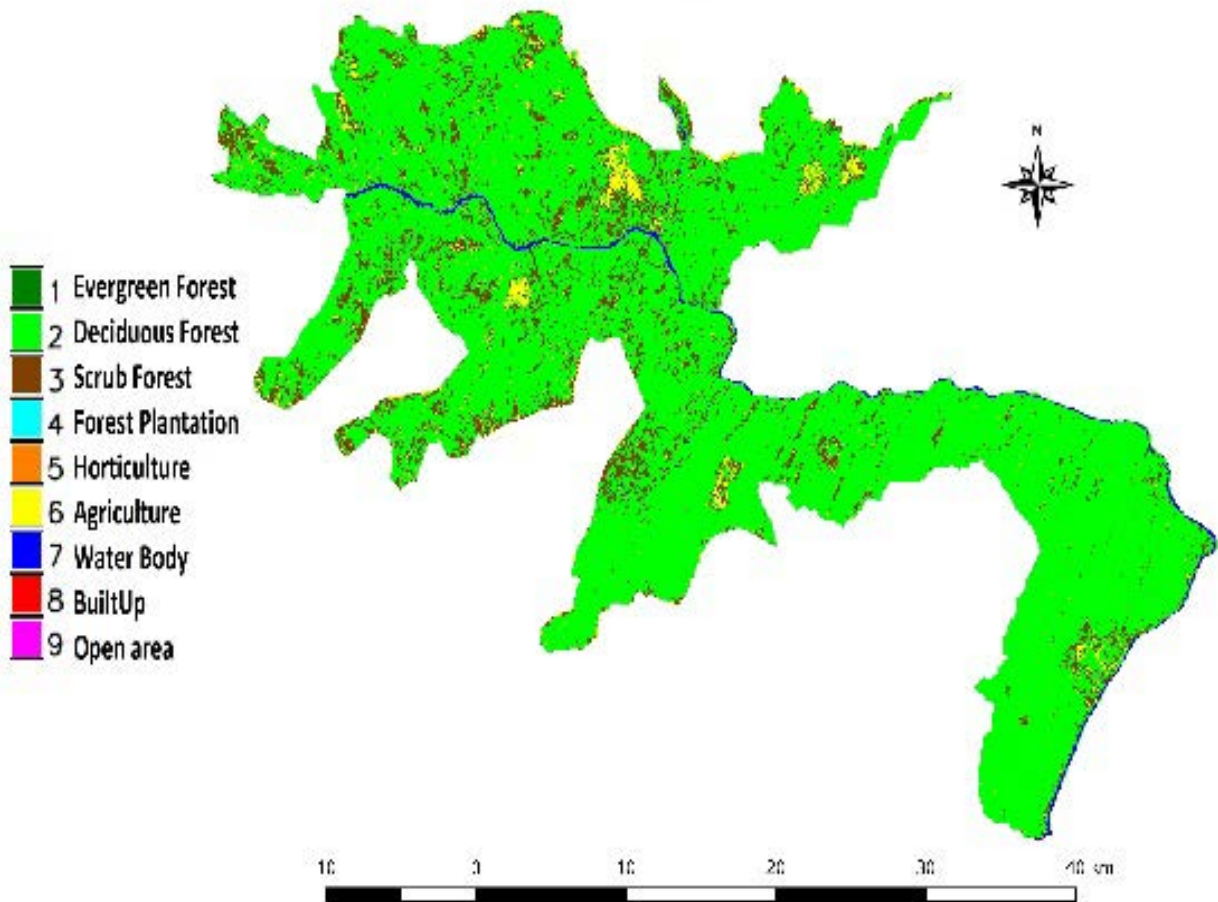 N
1 Evergreen Forest
2 Deciduous Forest
3 Scrub Forest
4 Forest Plantation
5 Horticulture
6 Agriculture
7 Water Body
8 BuiltUp
9 Open area
10 0 10 20 30 40 km